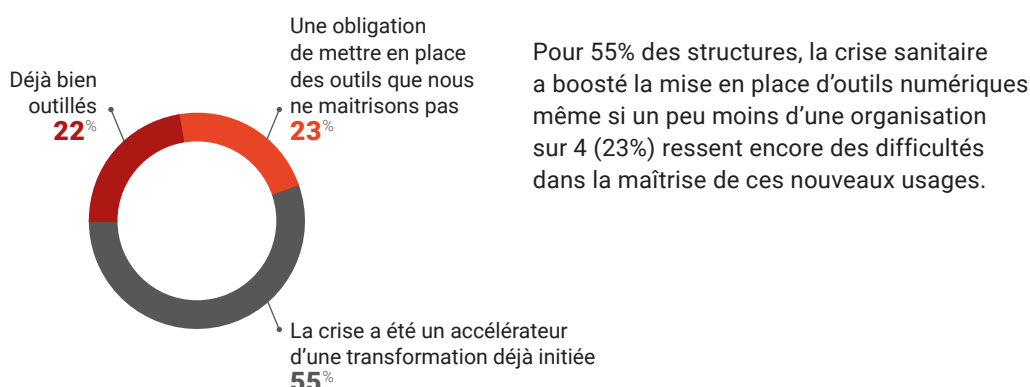 Déjà bien
outillés
22%
Une obligation
de mettre en place
des outils que nous
ne maitrisons pas
23%
Pour 55% des structures, la crise sanitaire
a boosté la mise en place d'outils numériques
même si un peu moins d'une organisation
sur 4 (23%) ressent encore des difficultés
dans la maîtrise de ces nouveaux usages.
La crise a été un accélérateur
d'une transformation déjà initiée
55%